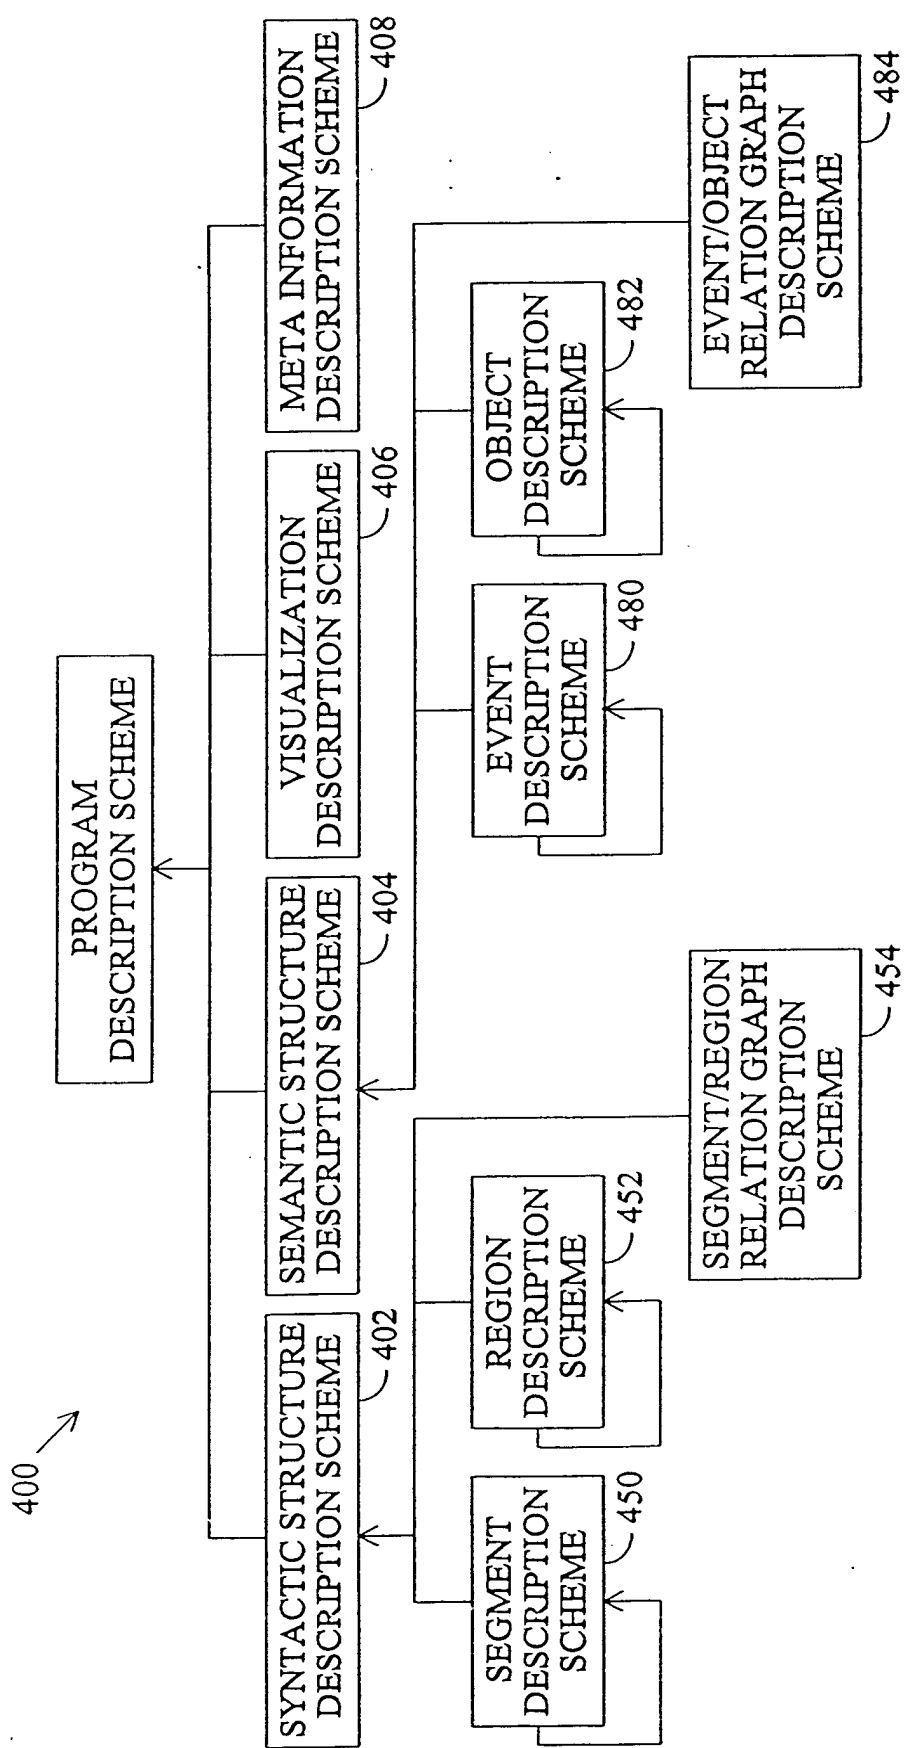 400
PROGRAM
DESCRIPTION SCHEME
SYNTACTIC STRUCTURE
DESCRIPTION SCHEME
402
SEMANTIC STRUCTURE
DESCRIPTION SCHEME
404
VISUALIZATION
DESCRIPTION SCHEME
406
META INFORMATION
DESCRIPTION SCHEME
408
SEGMENT
DESCRIPTION
SCHEME
450
REGION
DESCRIPTION
SCHEME
452
EVENT
DESCRIPTION
SCHEME
480
OBJECT
DESCRIPTION
SCHEME
482
SEGMENT/REGION
RELATION GRAPH
DESCRIPTION
SCHEME
454
EVENT/OBJECT
RELATION GRAPH
DESCRIPTION
SCHEME
484